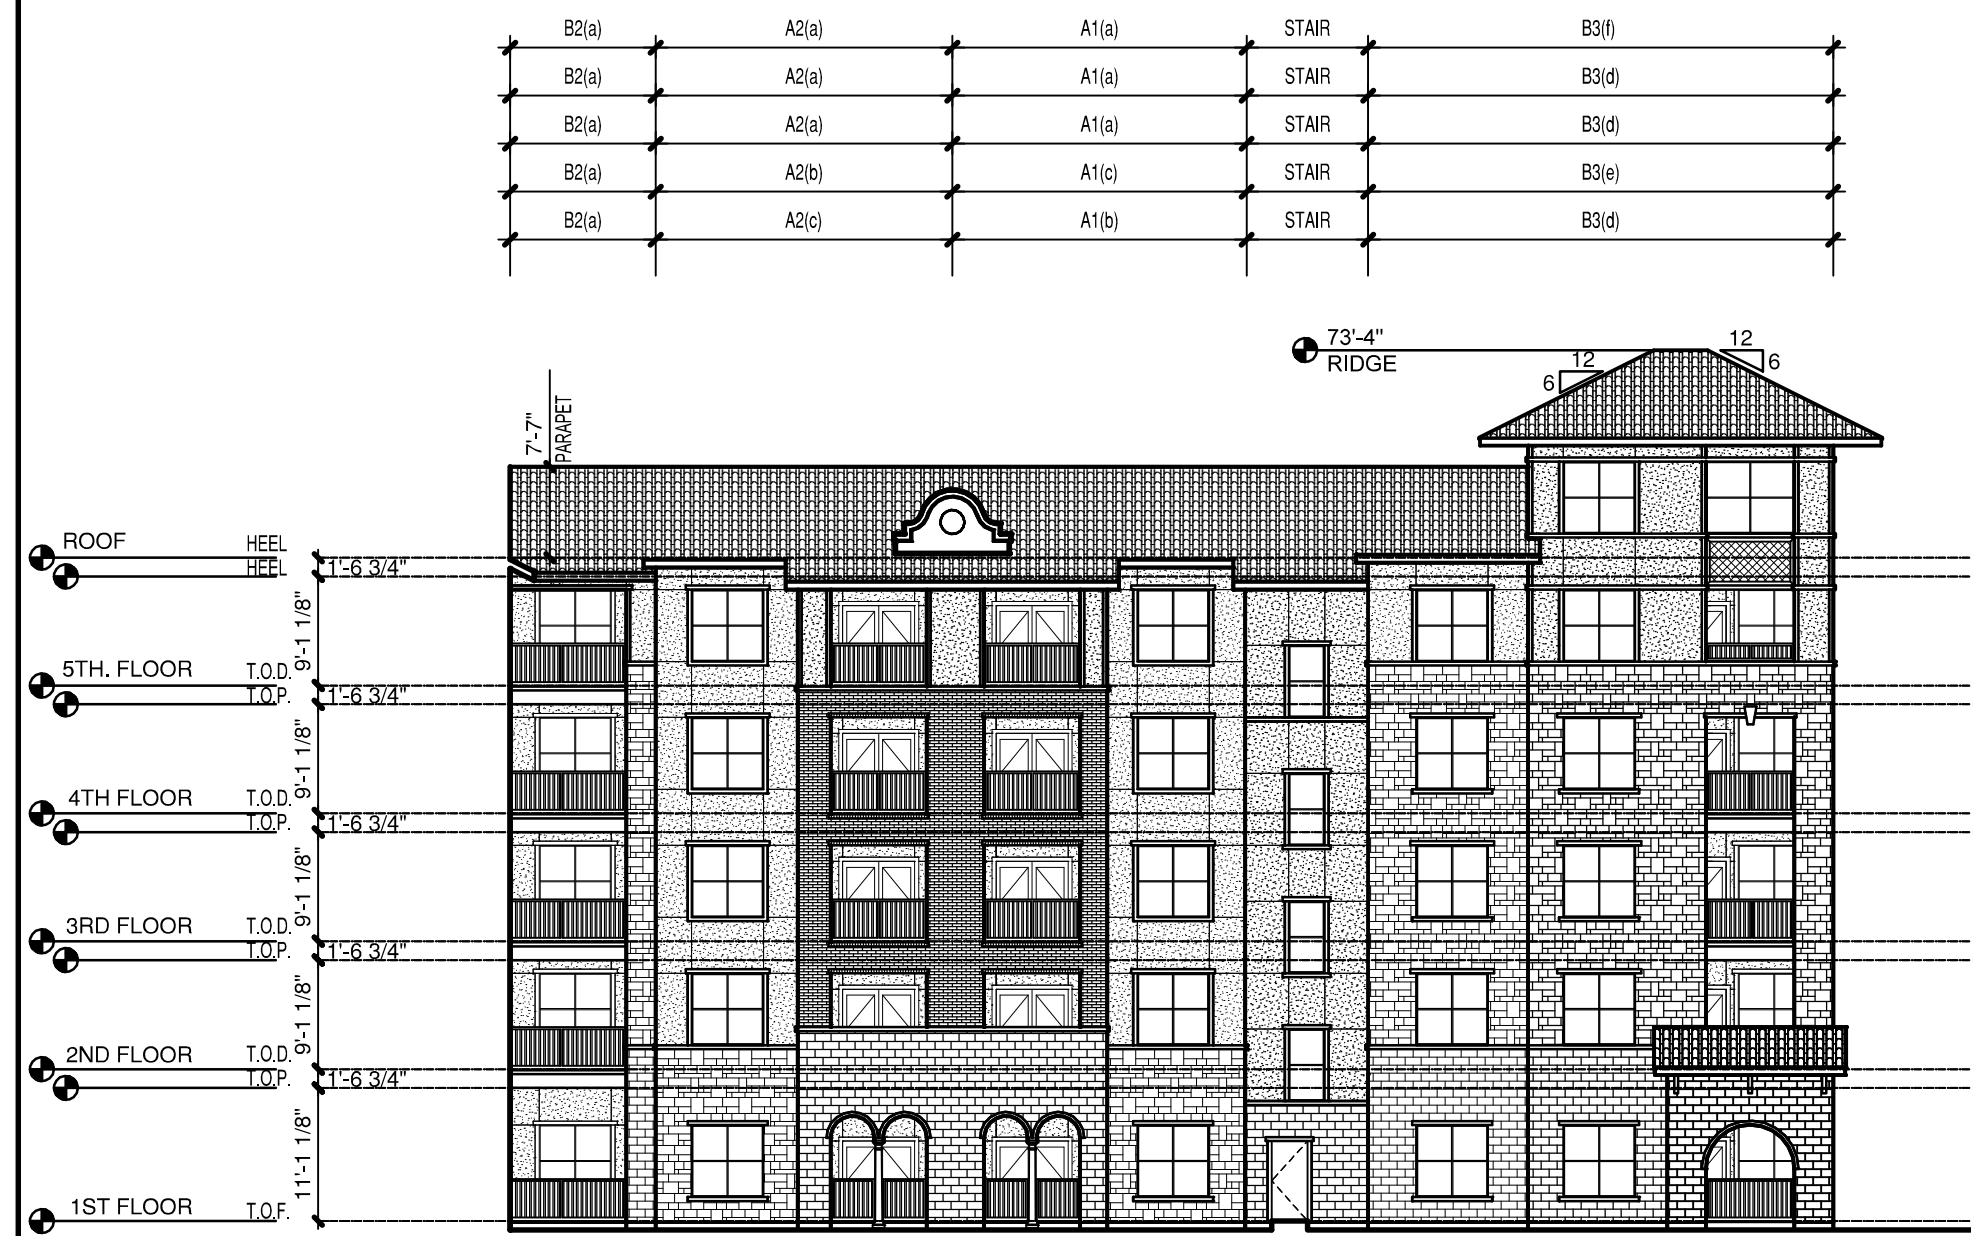 B2(a) A2(a) A1(a) STAIR B3(f)
B2(a) A2(a) A1(a) STAIR B3(d)
B2(a) A2(a) A1(a) STAIR B3(d)
B2(a) A2(b) A1(c) STAIR B3(e)
B2(a) A2(c) A1(b) STAIR B3(d)
73'-4"
RIDGE
12
6
12
6
7'-7"
PARAPET
ROOF HEEL
HEEL 1'-6 3/4"
9'-1 1/8"
5TH. FLOOR T.O.D.
T.O.P. 1'-6 3/4"
9'-1 1/8"
4TH FLOOR T.O.D.
T.O.P. 1'-6 3/4"
9'-1 1/8"
3RD FLOOR T.O.D.
T.O.P. 1'-6 3/4"
9'-1 1/8"
2ND FLOOR T.O.D.
T.O.P. 1'-6 3/4"
11'-1 1/8"
1ST FLOOR T.O.F.